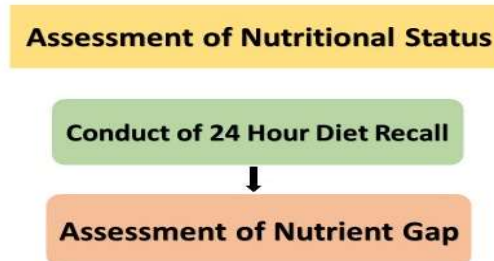 Assessment of Nutritional Status
Conduct of 24 Hour Diet Recall
Assessment of Nutrient Gap